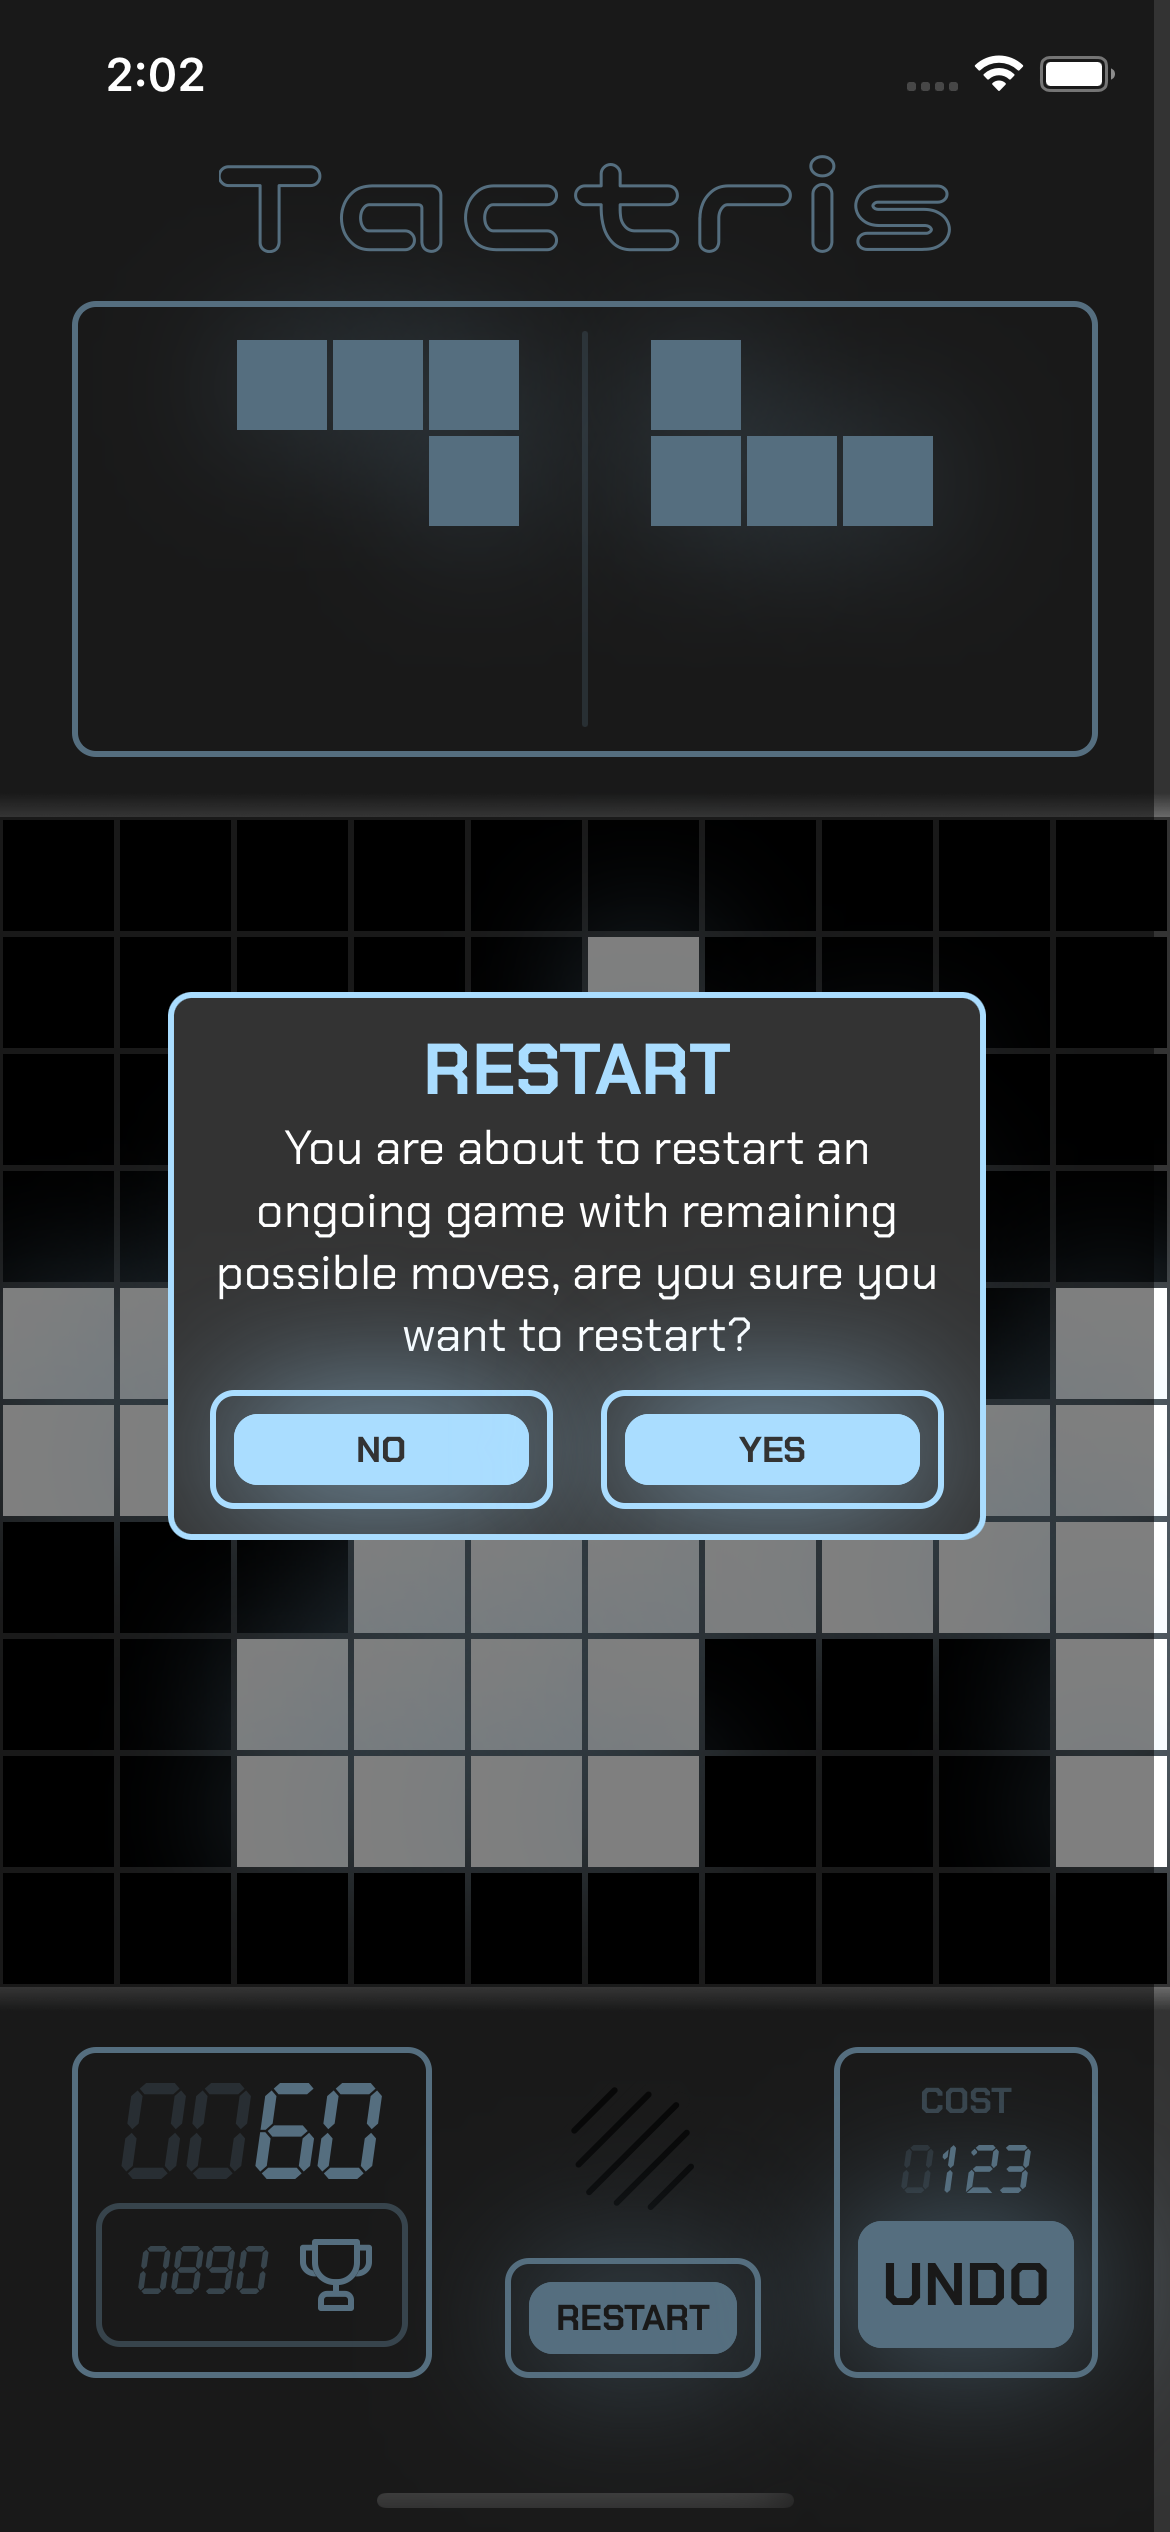 2:02
Tactris
RESTART
You are about to restart an
ongoing game with remaining
possible moves, are you sure you
want to restart?
NO
YES
0060
0890
RESTART
COST
0123
UNDO